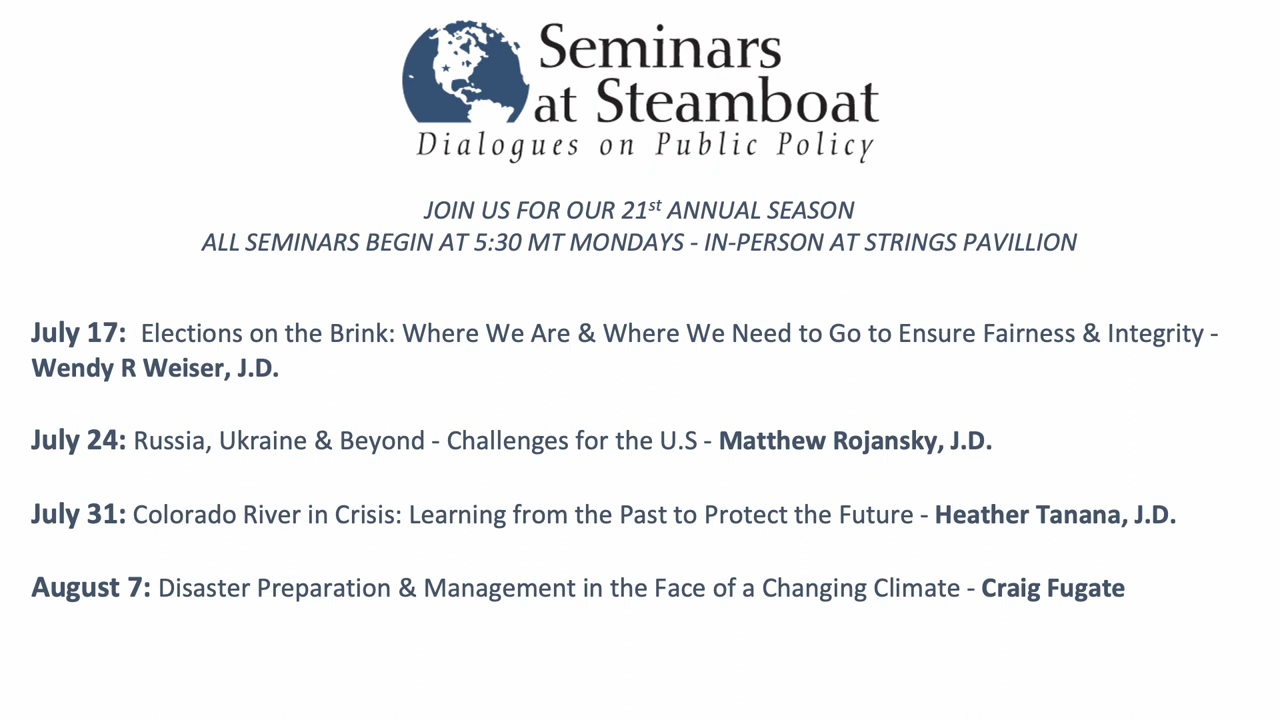 Seminars
at Steamboat
Dialogues on Public Policy
JOIN US FOR OUR 21st ANNUAL SEASON
ALL SEMINARS BEGIN AT 5:30 MT MONDAYS - IN-PERSON AT STRINGS PAVILLION
July 17: Elections on the Brink: Where We Are & Where We Need to Go to Ensure Fairness & Integrity -
Wendy R Weiser, J.D.
July 24: Russia, Ukraine & Beyond - Challenges for the U.S - Matthew Rojansky, J.D.
July 31: Colorado River in Crisis: Learning from the Past to Protect the Future - Heather Tanana, J.D.
August 7: Disaster Preparation & Management in the Face of a Changing Climate - Craig Fugate